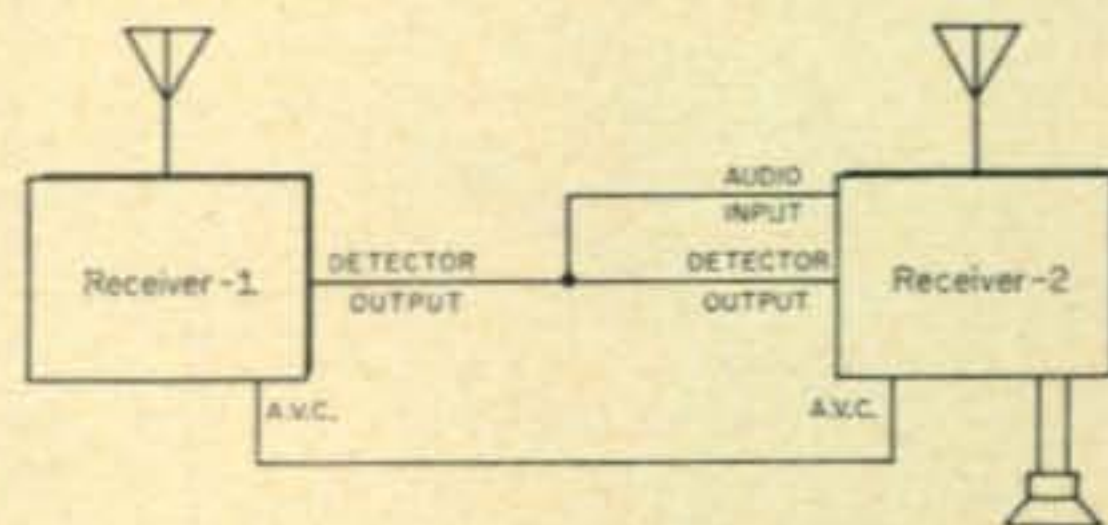 AUDIO
INPUT
Receiver-1
DETECTOR
OUTPUT
DETECTOR
OUTPUT
Receiver-2
A.V.C.
A.V.C.